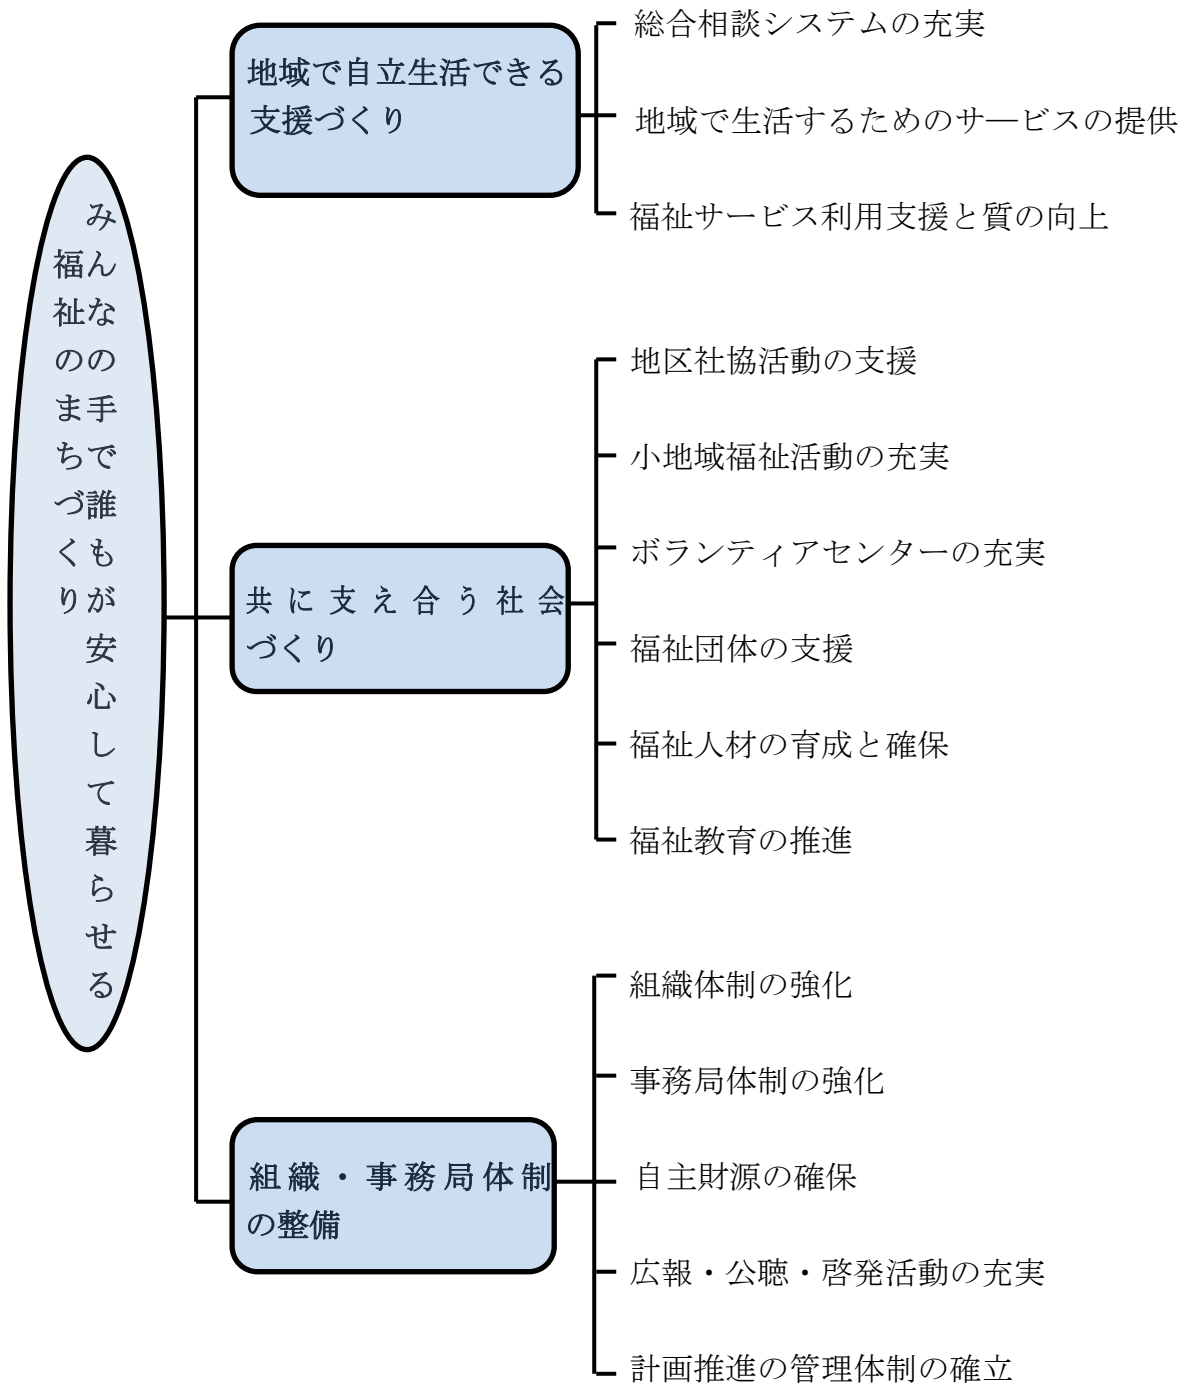 みんなの手で誰もが安心して暮らせる
福祉のまちづくり
地域で自立生活できる
支援づくり
総合相談システムの充実
地域で生活するためのサ―ビスの提供
福祉サービス利用支援と質の向上
共に支え合う社会
づくり
地区社協活動の支援
小地域福祉活動の充実
ボランティアセンターの充実
福祉団体の支援
福祉人材の育成と確保
福祉教育の推進
組織・事務局体制
の整備
組織体制の強化
事務局体制の強化
自主財源の確保
広報・公聴・啓発活動の充実
計画推進の管理体制の確立